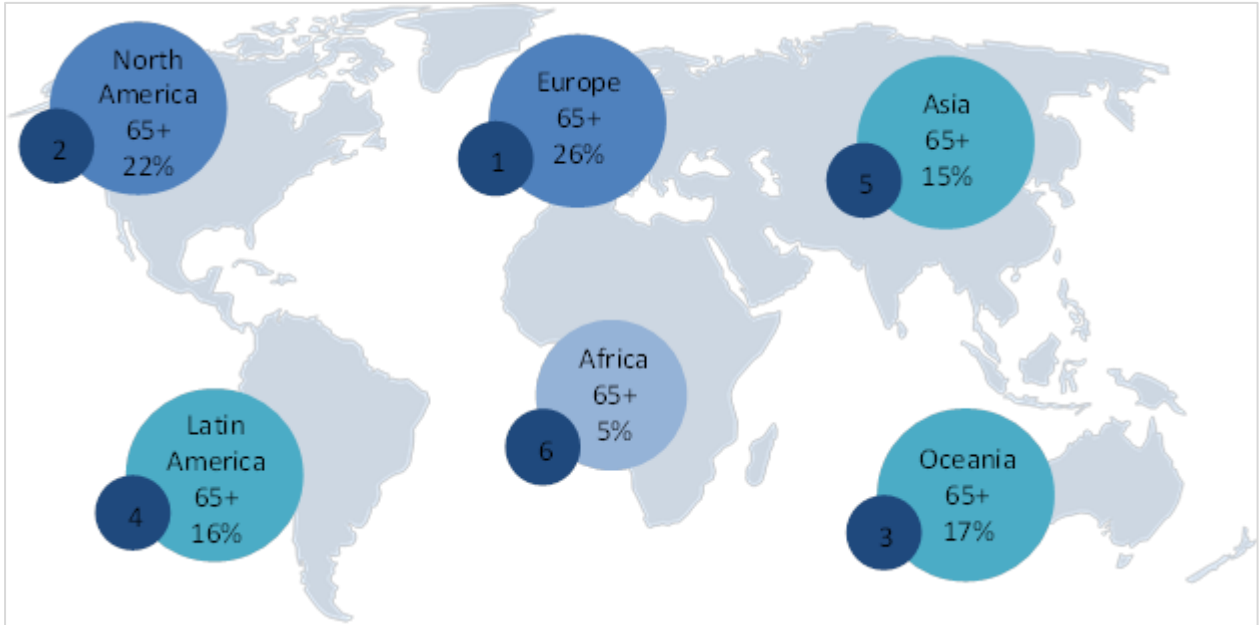 North
America
65+
22%
2
Europe
65+
26%
1
Asia
65+
15%
5
Latin
America
65+
16%
4
Africa
65+
5%
6
Oceania
65+
17%
3